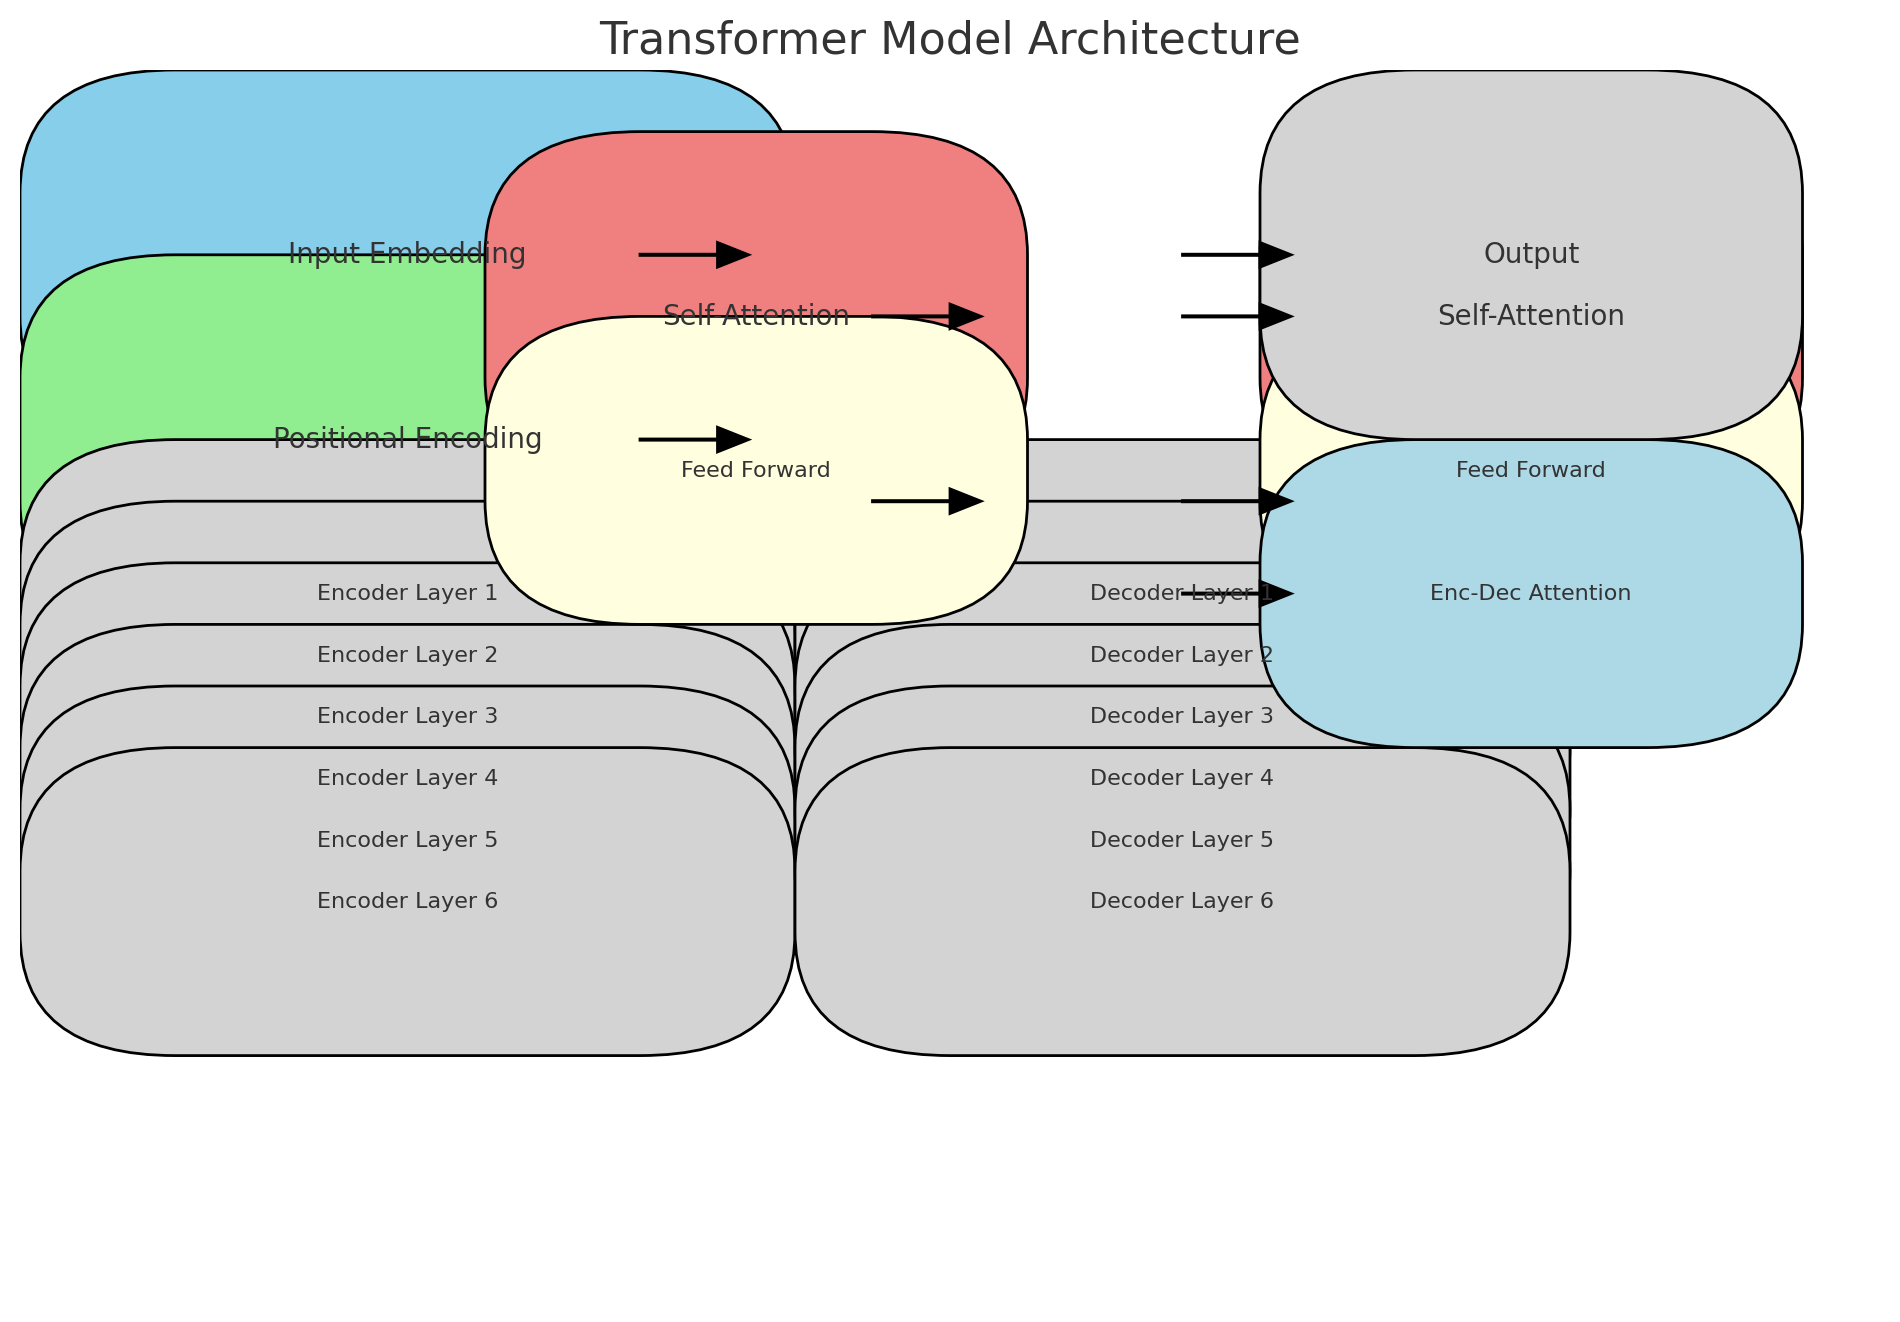 Transformer Model Architecture
Input Embedding
Output
Self-Attention
Self-Attention
Positional Encoding
Feed Forward
Feed Forward
Encoder Layer 1
Decoder Layer 1
Enc-Dec Attention
Encoder Layer 2
Decoder Layer 2
Encoder Layer 3
Decoder Layer 3
Encoder Layer 4
Decoder Layer 4
Encoder Layer 5
Decoder Layer 5
Encoder Layer 6
Decoder Layer 6